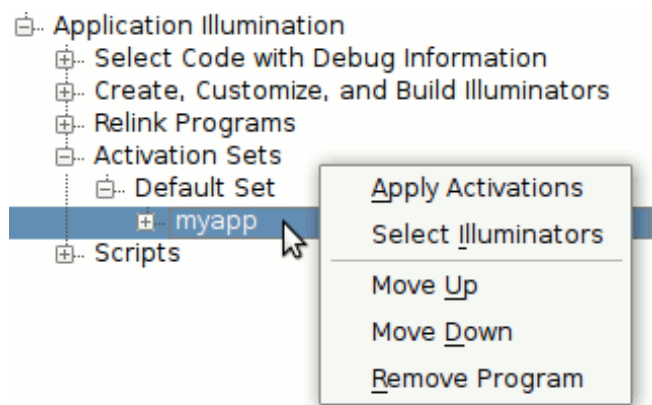 Application Illumination
Select Code with Debug Information
Create, Customize, and Build Illuminators
Relink Programs
Activation Sets
Default Set
myapp
Scripts
Apply Activations
Select Illuminators
Move Up
Move Down
Remove Program